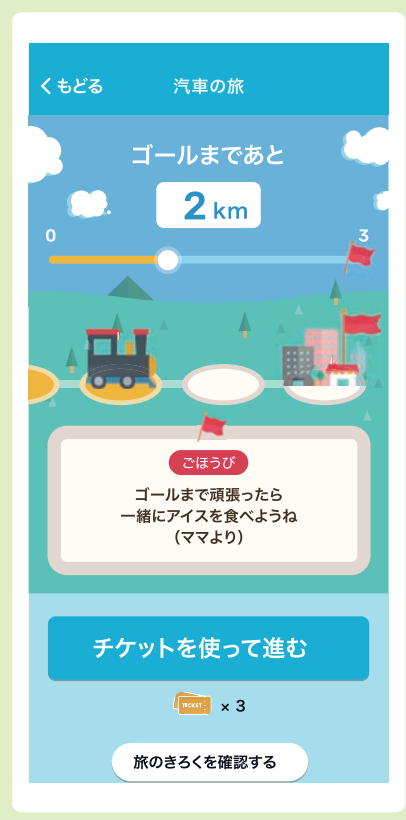 もどる
汽車の旅
ゴールまであと
2 km
0
3
ごほうび
ゴールまで頑張ったら
一緒にアイスを食べようね
（ママより）
チケットを使って進む
TICKET × 3
旅のきろくを確認する